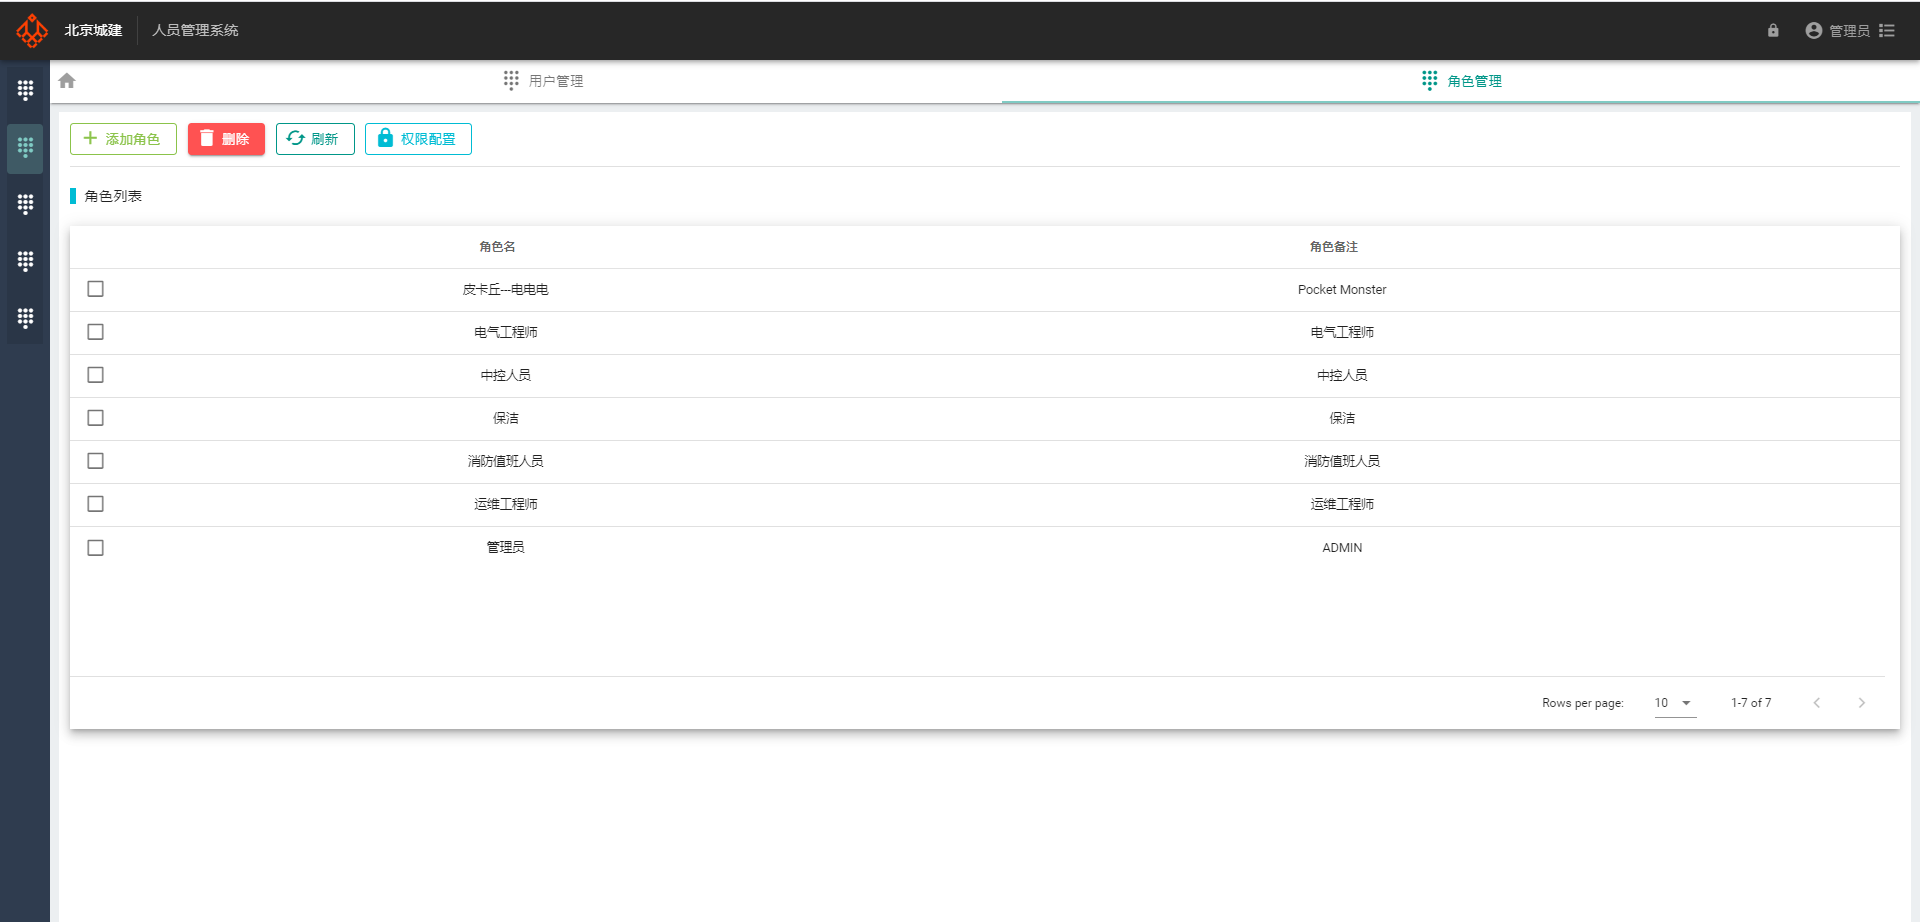 北京城建 人员管理系统 管理员
用户管理 角色管理
添加角色 删除 刷新 权限配置
角色列表
角色名 角色备注
皮卡丘---电电电 Pocket Monster
电气工程师 电气工程师
中控人员 中控人员
保洁 保洁
消防值班人员 消防值班人员
运维工程师 运维工程师
管理员 ADMIN
Rows per page: 10 1-7 of 7